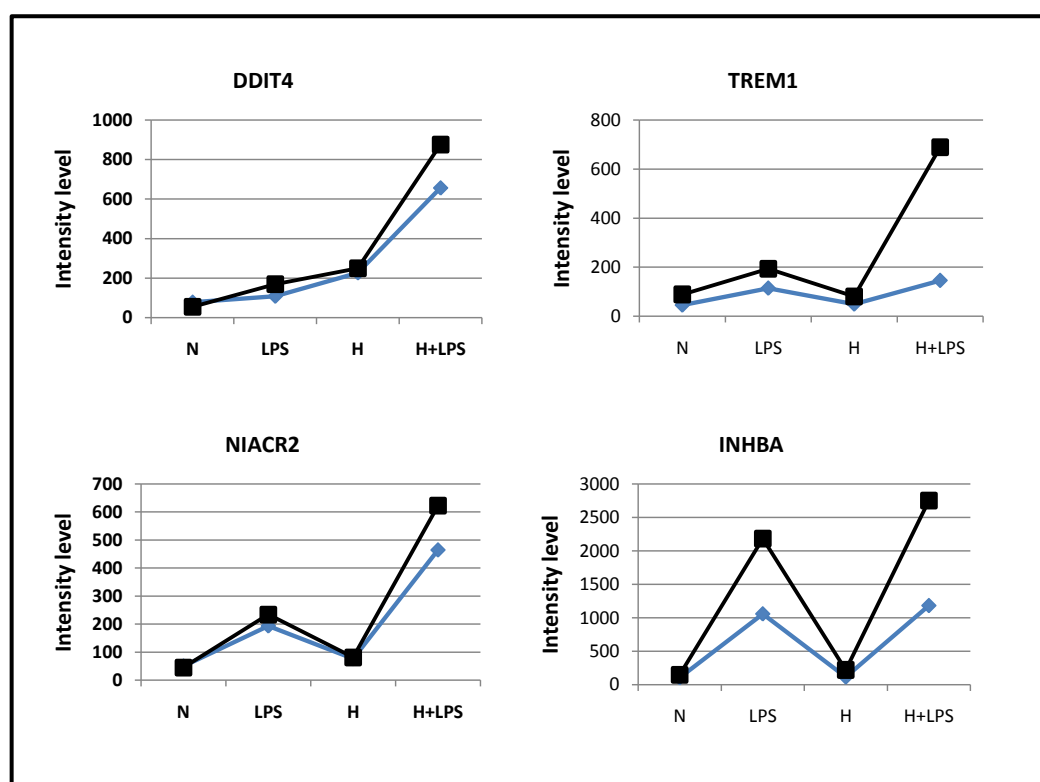 DDIT4
Intensity level
1000
800
600
400
200
0
N LPS H H+LPS
TREM1
Intensity level
800
600
400
200
0
N LPS H H+LPS
NIACR2
Intensity level
700
600
500
400
300
200
100
0
N LPS H H+LPS
INHBA
Intensity level
3000
2500
2000
1500
1000
500
0
N LPS H H+LPS